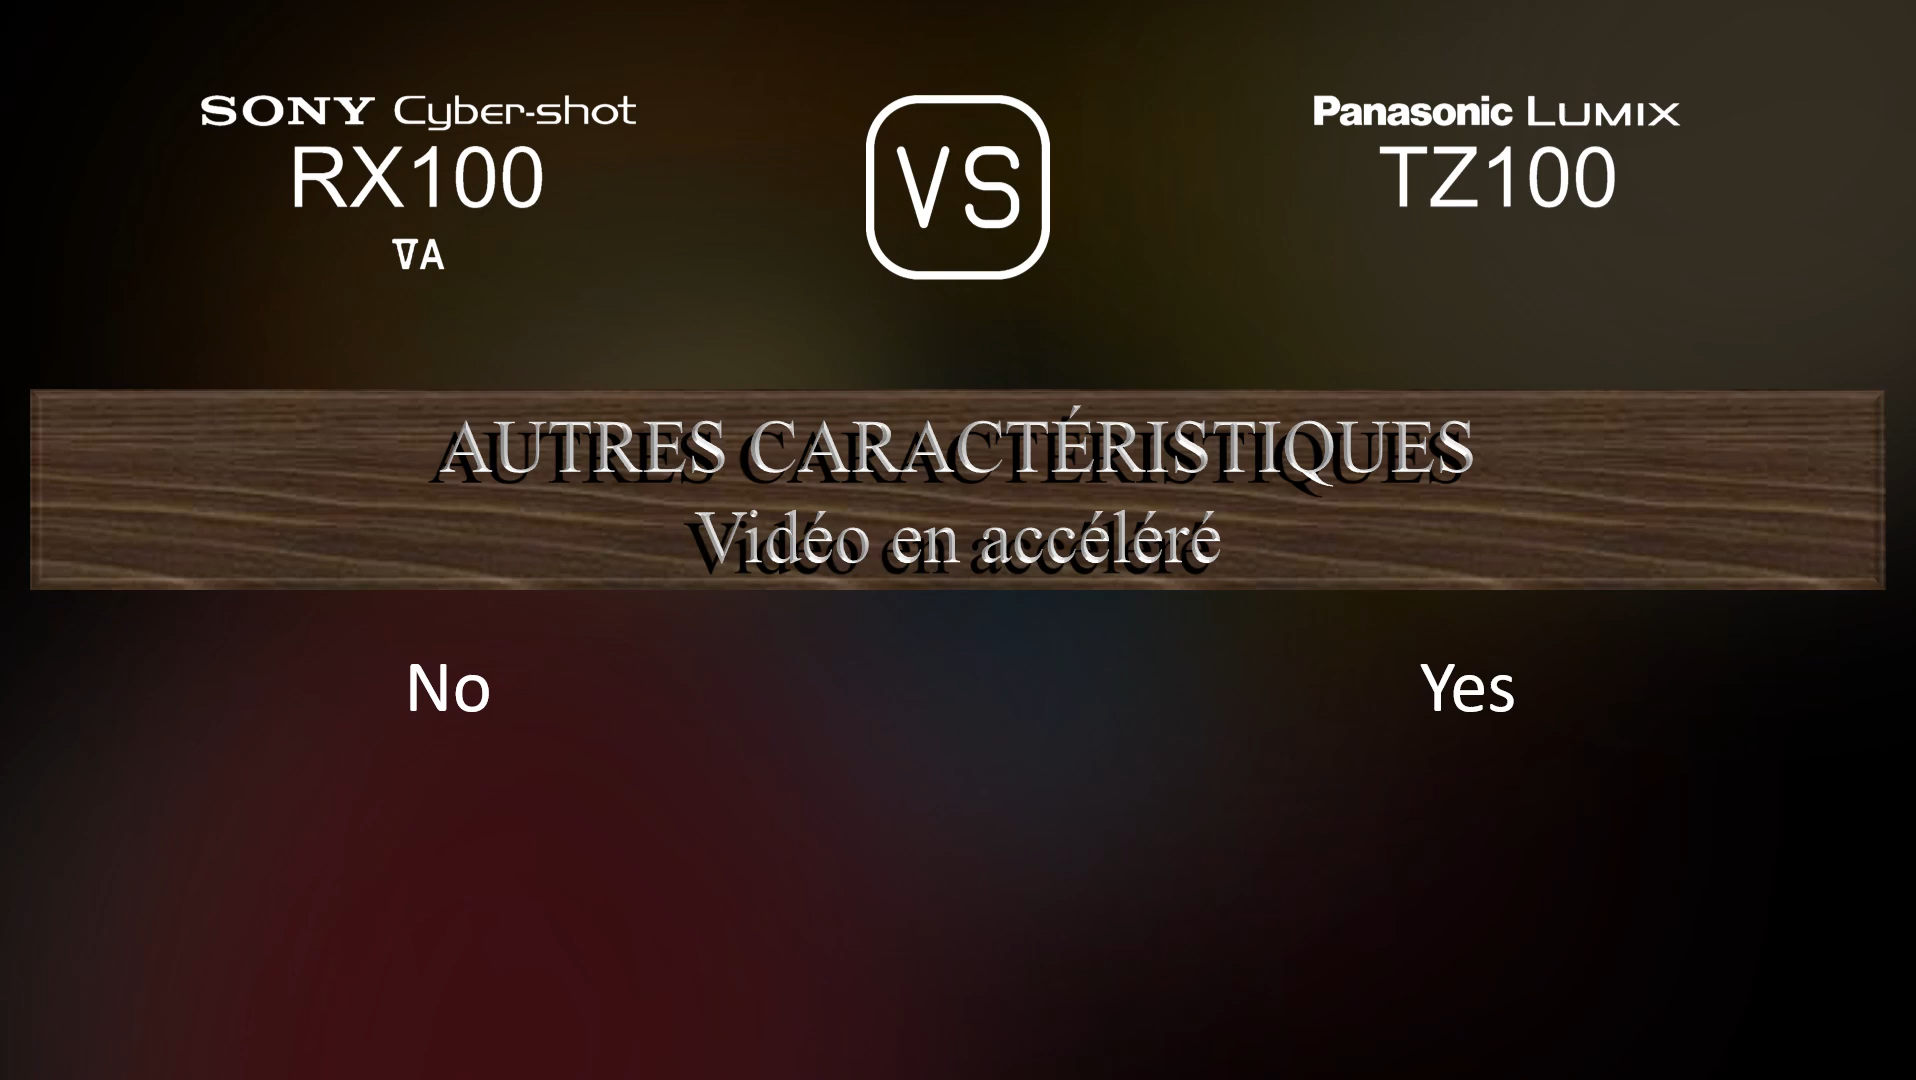 SONY Cyber-shot
RX100
VA
VS
Panasonic LUMIX
TZ100
AUTRES CARACTÉRISTIQUES
Vidéo en accéléré
No
Yes